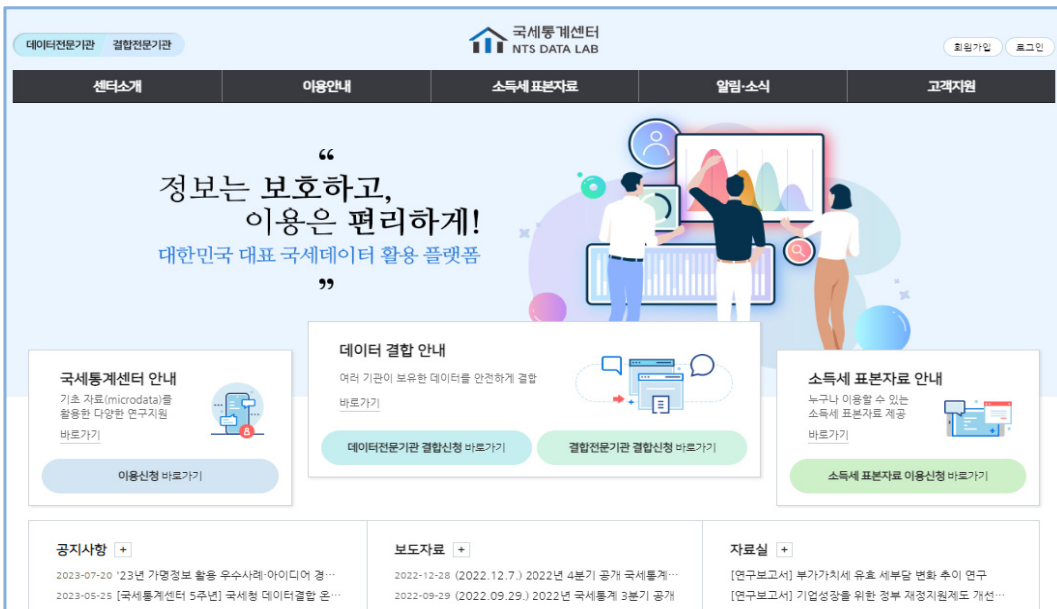 데이터전문기관 결합전문기관
국세통계센터
NTS DATA LAB
회원가입 로그인
센터소개 이용안내 소득세 표본자료 알림·소식 고객지원
“
정보는 보호하고,
이용은 편리하게!
대한민국 대표 국세데이터 활용 플랫폼
”
국세통계센터 안내
기초 자료(microdata)를
활용한 다양한 연구지원
바로가기
이용신청 바로가기
데이터 결합 안내
여러 기관이 보유한 데이터를 안전하게 결합
바로가기
데이터전문기관 결합신청 바로가기
결합전문기관 결합신청 바로가기
소득세 표본자료 안내
누구나 이용할 수 있는
소득세 표본자료 제공
바로가기
소득세 표본자료 이용신청 바로가기
공지사항 +
2023-07-20 '23년 가명정보 활용 우수사례·아이디어 경…
2023-05-25 [국세통계센터 5주년] 국세청 데이터결합 온…
보도자료 +
2022-12-28 (2022.12.7.) 2022년 4분기 공개 국세통계…
2022-09-29 (2022.09.29.) 2022년 국세통계 3분기 공개
자료실 +
[연구보고서] 부가가치세 유효 세부담 변화 추이 연구
[연구보고서] 기업성장을 위한 정부 재정지원제도 개선…